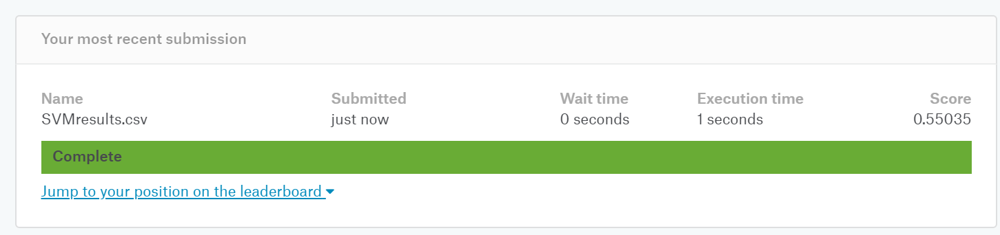 Your most recent submission
Name Submitted Wait time Execution time Score
SVMresults.csv just now 0 seconds 1 seconds 0.55035
Complete
Jump to your position on the leaderboard